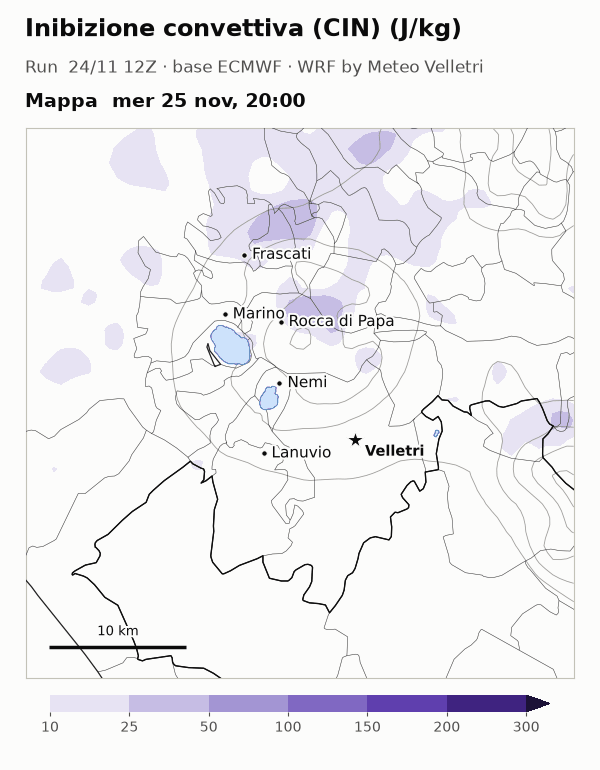 Inibizione convettiva (CIN) (J/kg)
Run 24/11 12Z · base ECMWF · WRF by Meteo Velletri
Mappa mer 25 nov, 20:00
Frascati
Marino
Rocca di Papa
Nemi
Velletri
Lanuvio
10 km
10 25 50 100 150 200 300